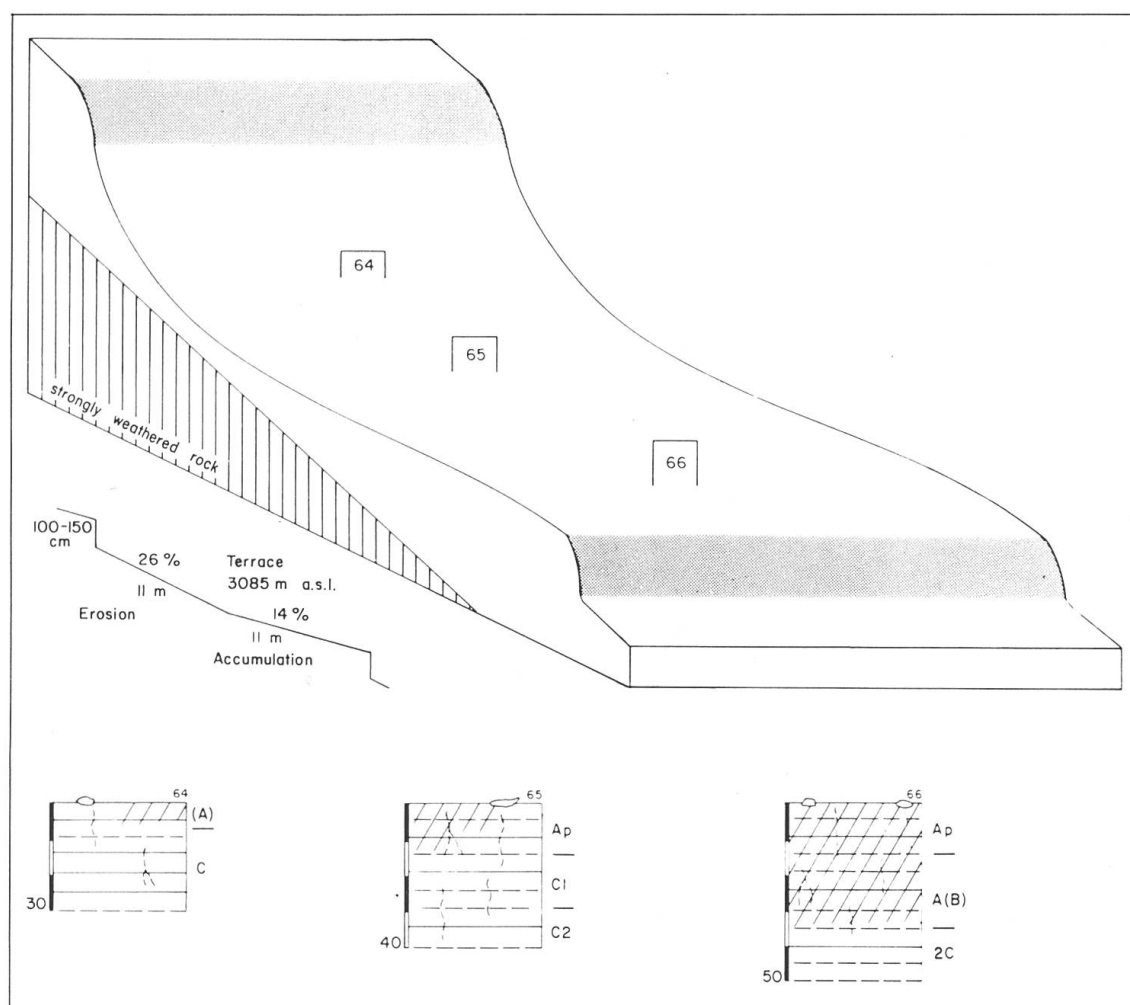 64
65
66
strongly weathered rock
100-150
cm
26 %
11 m
Erosion
Terrace
3085 m a.s.l.
14 %
11 m
Accumulation
64
(A)
C
30
65
Ap
C1
C2
40
66
Ap
A(B)
2C
50